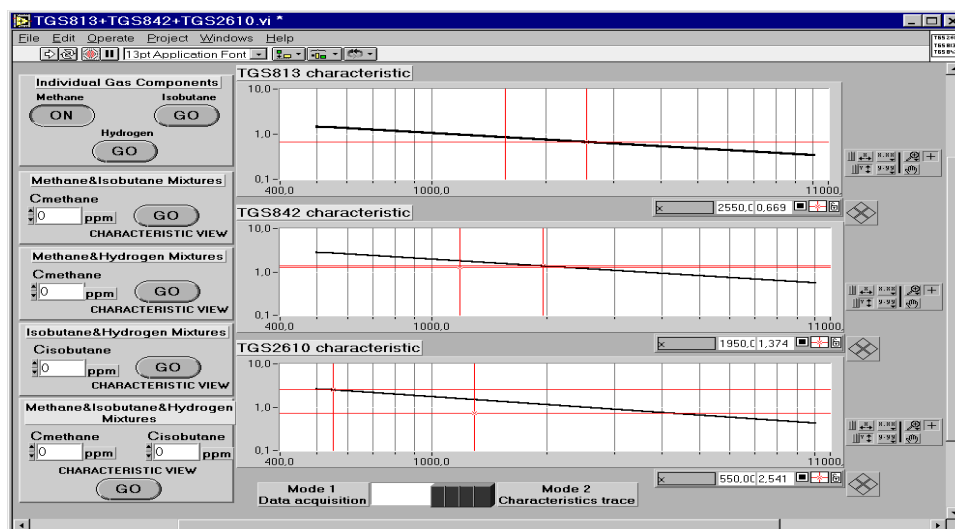 TGS813+TGS842+TGS2610.vi *
File Edit Operate Project Windows Help
13pt Application Font
Individual Gas Components
Methane Isobutane
ON GO
Hydrogen
GO
Methane&Isobutane Mixtures
Cmethane
0 ppm GO
CHARACTERISTIC VIEW
Methane&Hydrogen Mixtures
Cmethane
0 ppm GO
CHARACTERISTIC VIEW
Isobutane&Hydrogen Mixtures
Cisobutane
0 ppm GO
CHARACTERISTIC VIEW
Methane&Isobutane&Hydrogen
Mixtures
Cmethane Cisobutane
0 ppm 0 ppm
CHARACTERISTIC VIEW
GO
TGS813 characteristic
10,0
1,0
0,1
400,0 1000,0 11000,
x 2550,0 0,669
TGS842 characteristic
10,0
1,0
0,1
400,0 1000,0 11000,
x 1950,0 1,374
TGS2610 characteristic
10,0
1,0
0,1
400,0 1000,0 11000,
x 550,00 2,541
Mode 1 Mode 2
Data acquisition Characteristics trace